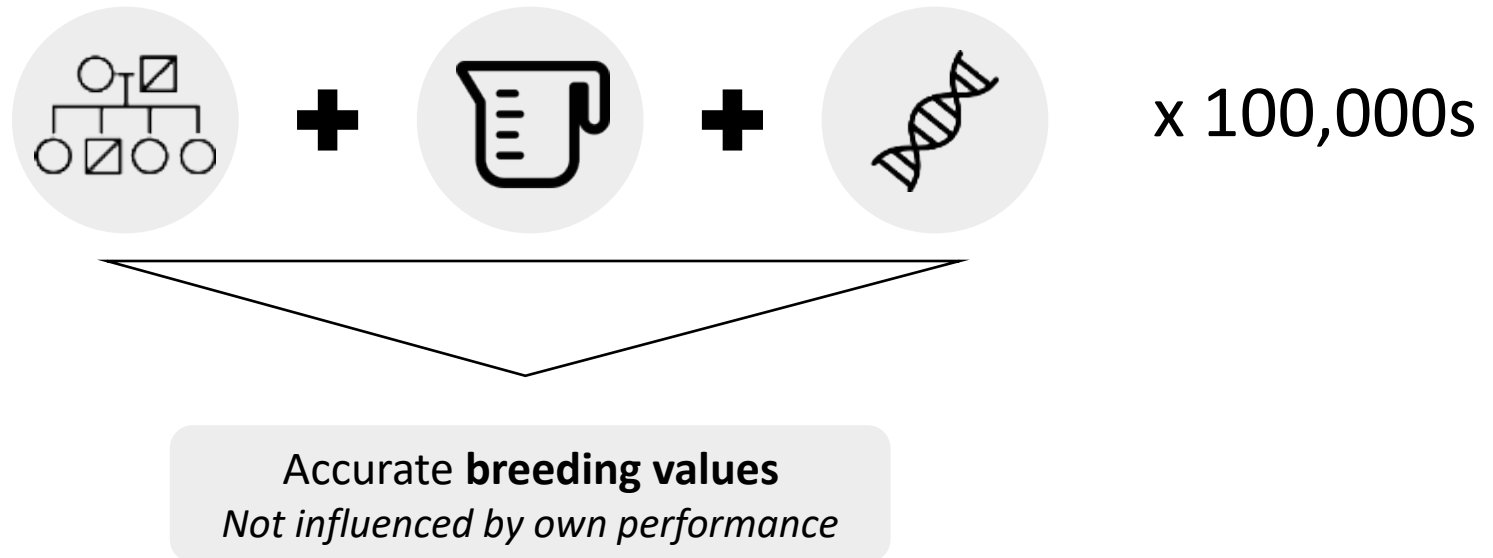 x 100,000s
Accurate breeding values
Not influenced by own performance